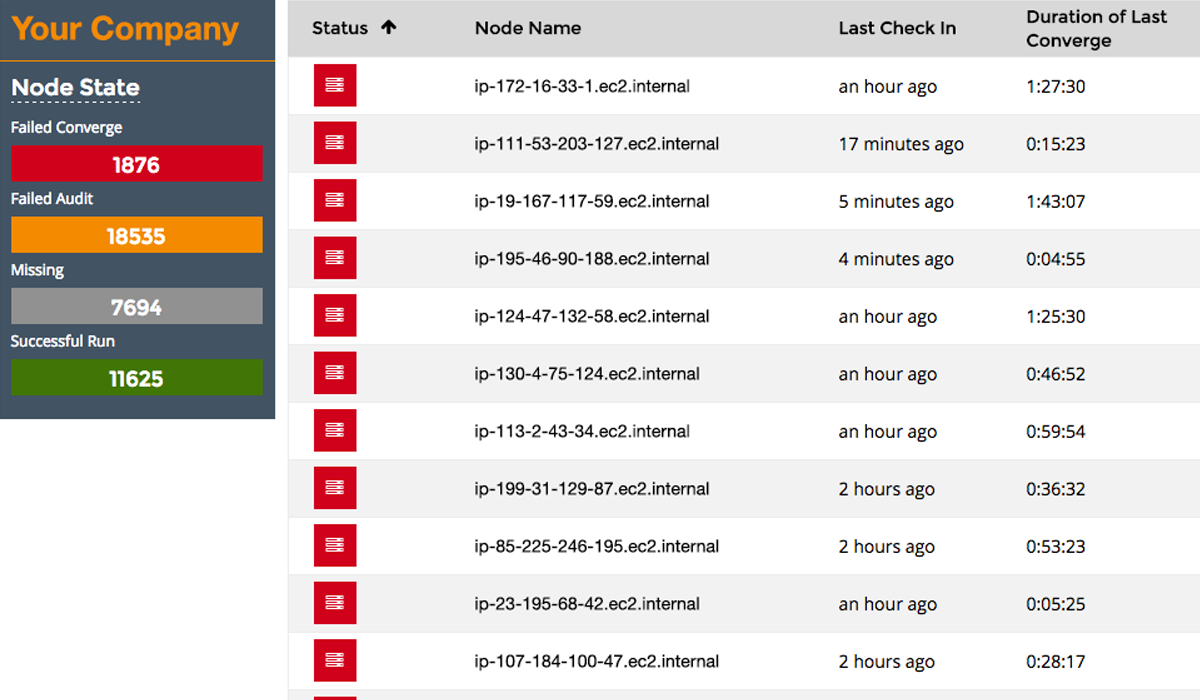 Your Company
Node State
Failed Converge
1876
Failed Audit
18535
Missing
7694
Successful Run
11625
Status Node Name Last Check In Duration of Last
Converge
ip-172-16-33-1.ec2.internal an hour ago 1:27:30
ip-111-53-203-127.ec2.internal 17 minutes ago 0:15:23
ip-19-167-117-59.ec2.internal 5 minutes ago 1:43:07
ip-195-46-90-188.ec2.internal 4 minutes ago 0:04:55
ip-124-47-132-58.ec2.internal an hour ago 1:25:30
ip-130-4-75-124.ec2.internal an hour ago 0:46:52
ip-113-2-43-34.ec2.internal an hour ago 0:59:54
ip-199-31-129-87.ec2.internal 2 hours ago 0:36:32
ip-85-225-246-195.ec2.internal 2 hours ago 0:53:23
ip-23-195-68-42.ec2.internal an hour ago 0:05:25
ip-107-184-100-47.ec2.internal 2 hours ago 0:28:17